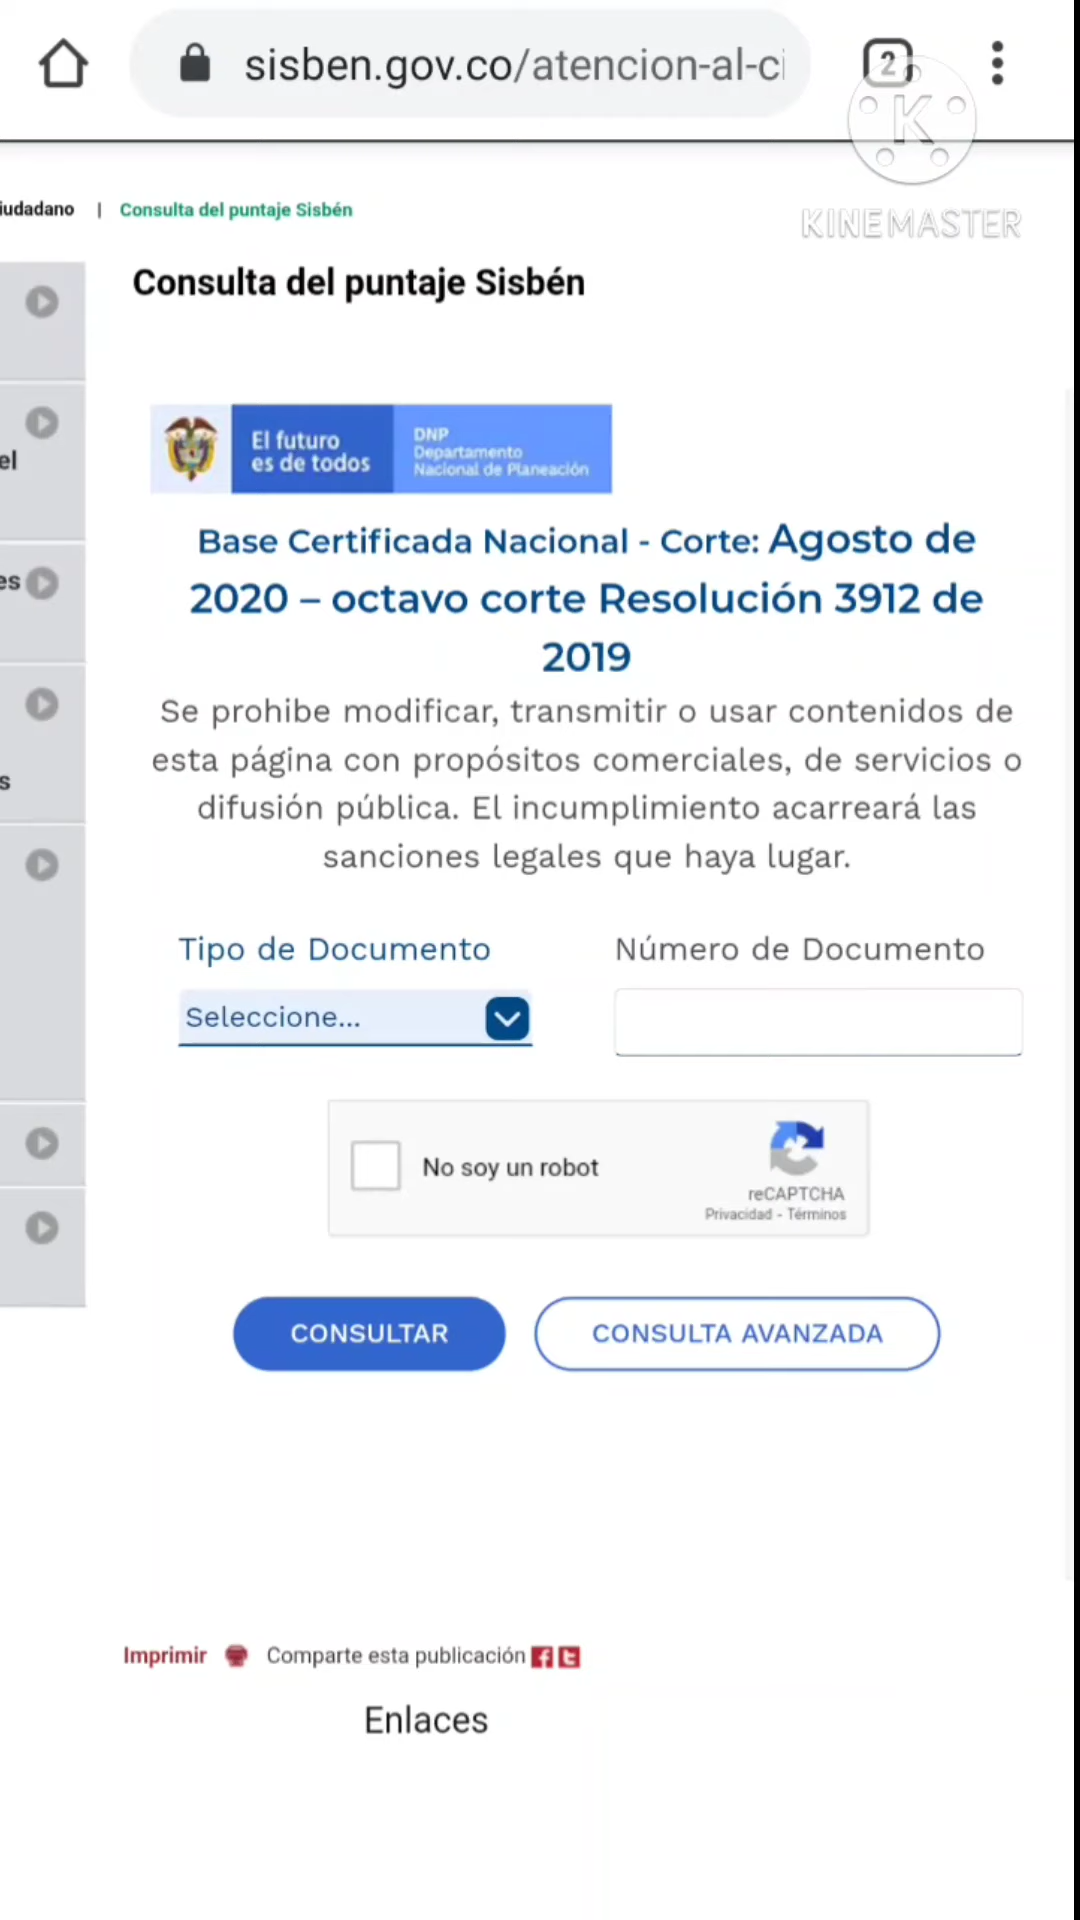 sisben.gov.co/atencion-al-ci
2
K
KINEMASTER
iudadano | Consulta del puntaje Sisbén
Consulta del puntaje Sisbén
el
es
s
El futuro
es de todos
DNP
Departamento
Nacional de Planeación
Base Certificada Nacional - Corte: Agosto de
2020 – octavo corte Resolución 3912 de
2019
Se prohibe modificar, transmitir o usar contenidos de
esta página con propósitos comerciales, de servicios o
difusión pública. El incumplimiento acarreará las
sanciones legales que haya lugar.
Tipo de Documento
Número de Documento
Seleccione...
No soy un robot
reCAPTCHA
Privacidad - Términos
CONSULTAR
CONSULTA AVANZADA
Imprimir
Comparte esta publicación
Enlaces